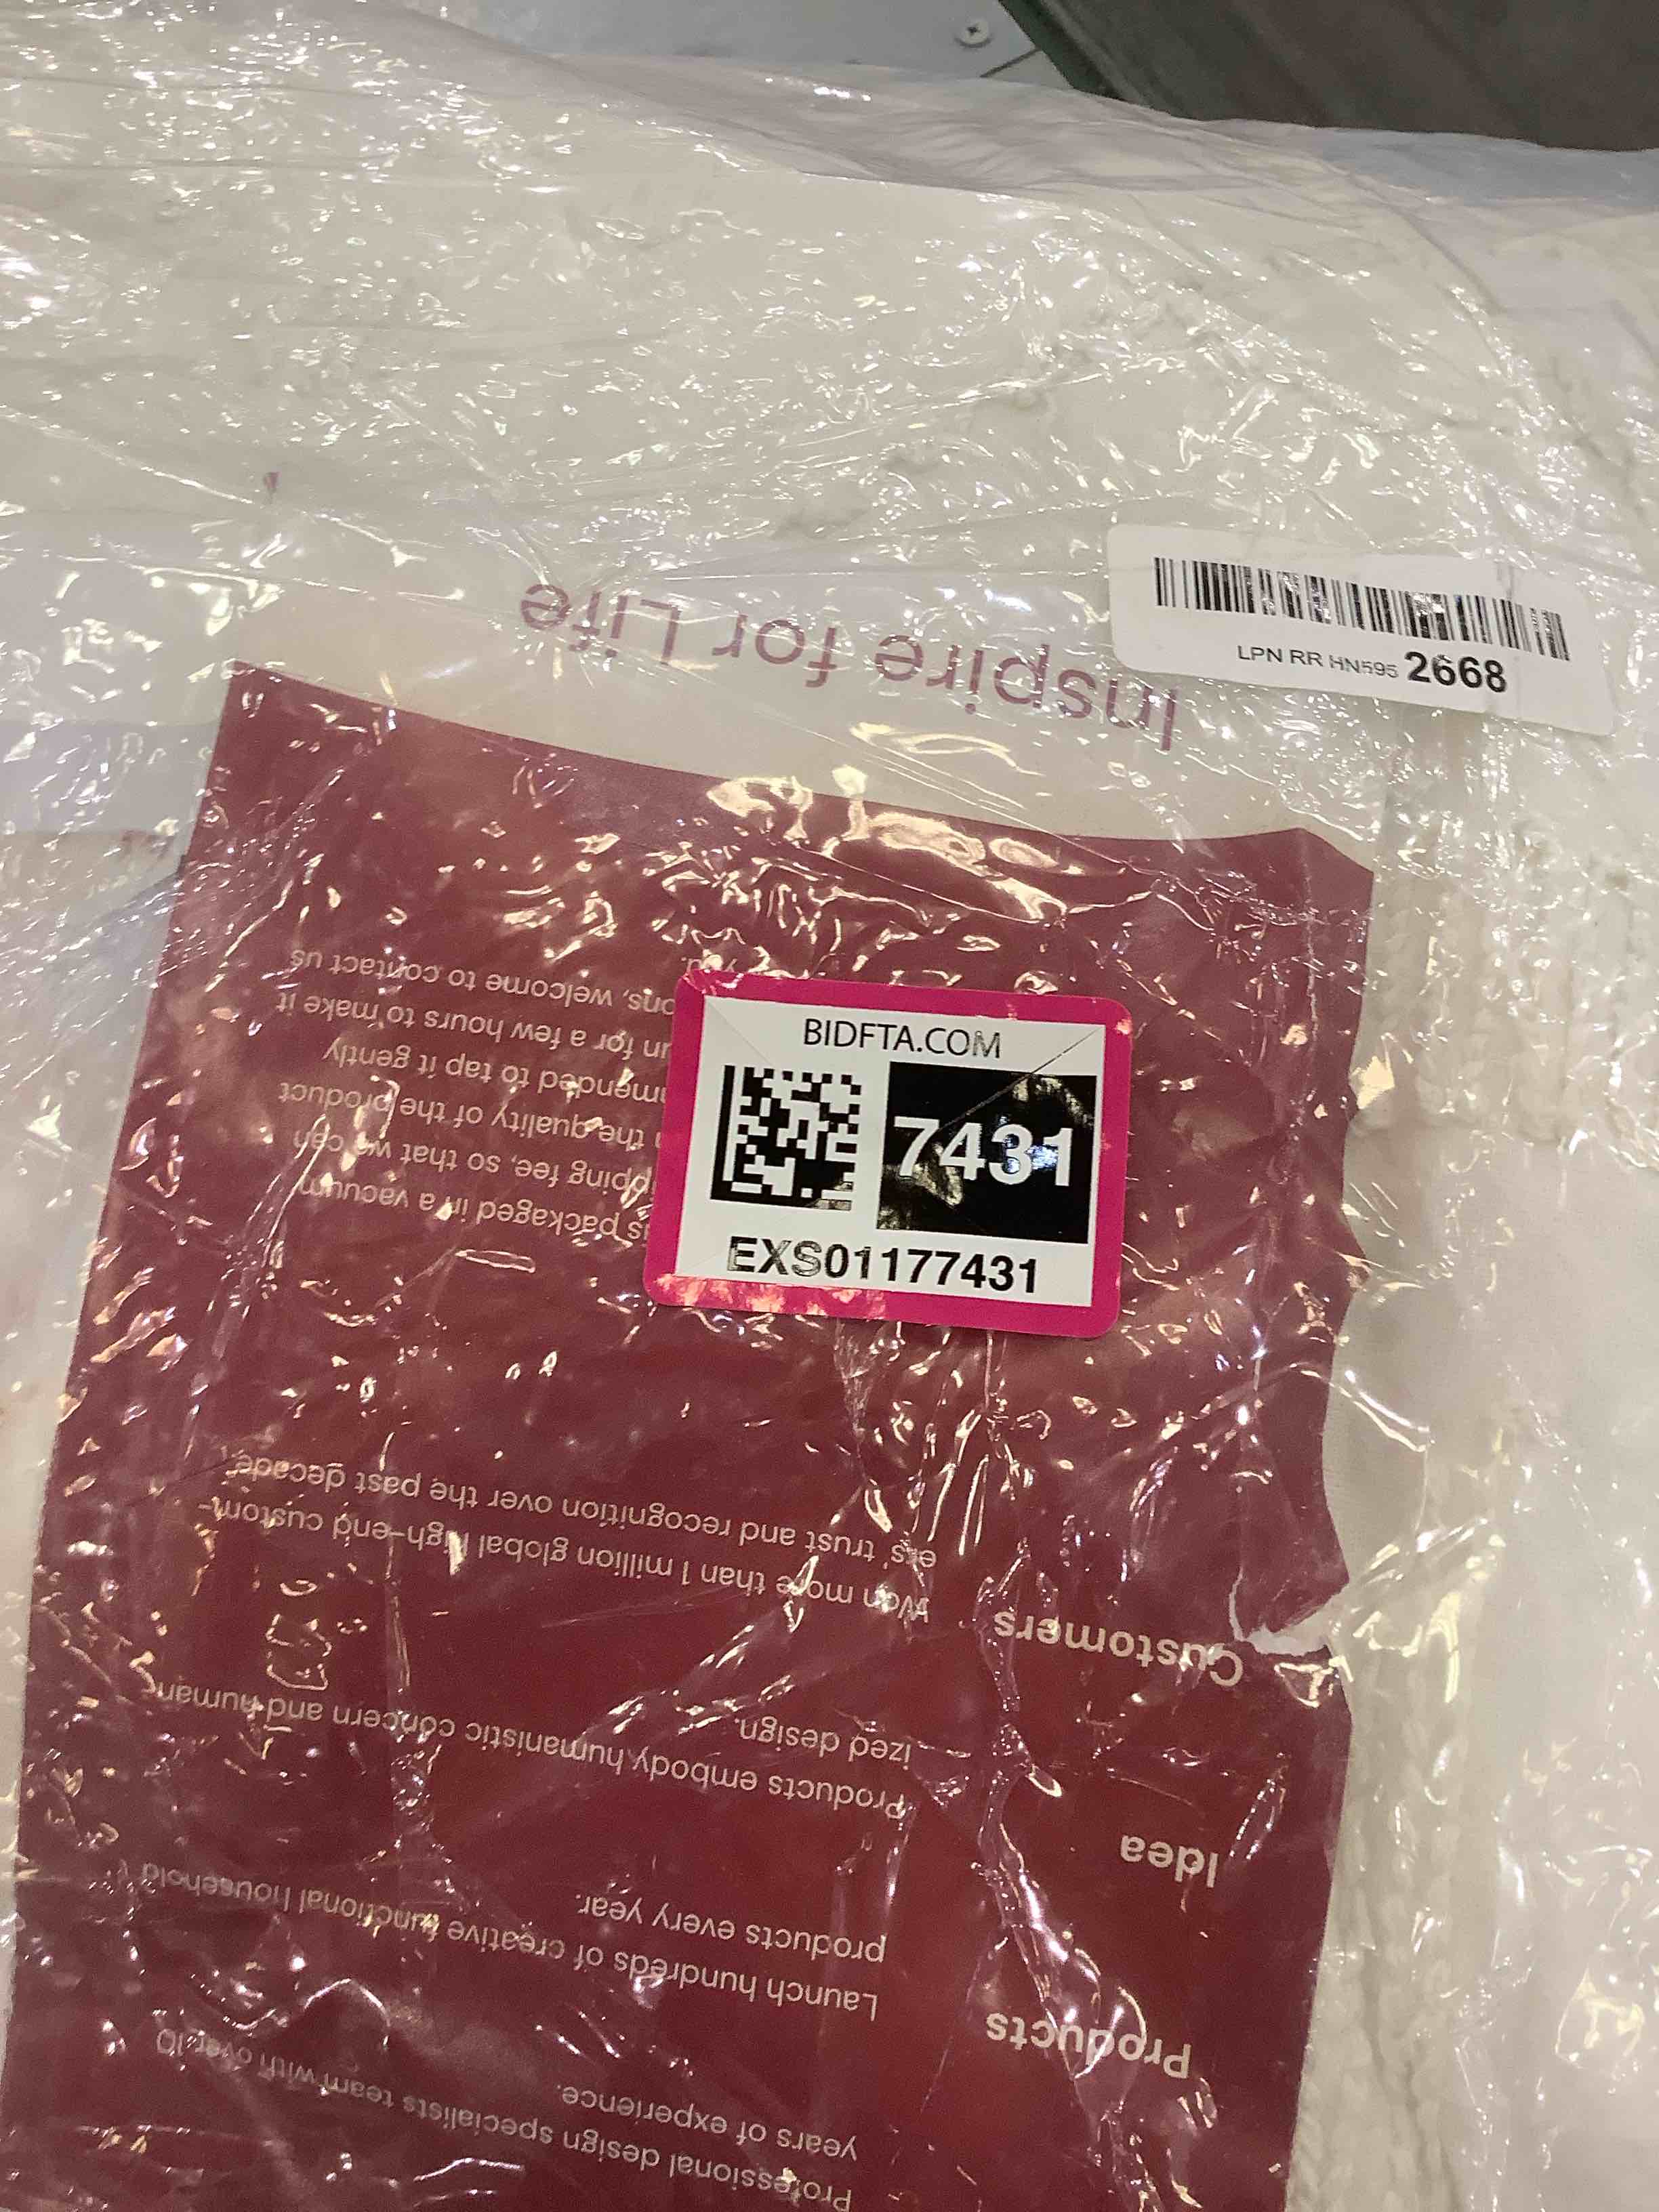 LPN RR HN595 2668
Inspire for Life
BIDFTA.COM
7431
EXS01177431
Professional design specialists team with over 10
years of experience.
Products
Launch hundreds of creative functional household
products every year.
Idea
Products embody humanistic concern and human-
ized design.
Customers
Won more than 1 million global high-end custom-
ers' trust and recognition over the past decade.
is packaged in a vacuum
pping fee, so that we can
the quality of the product
mended to tap it gently
for a few hours to make it
ons, welcome to contact us